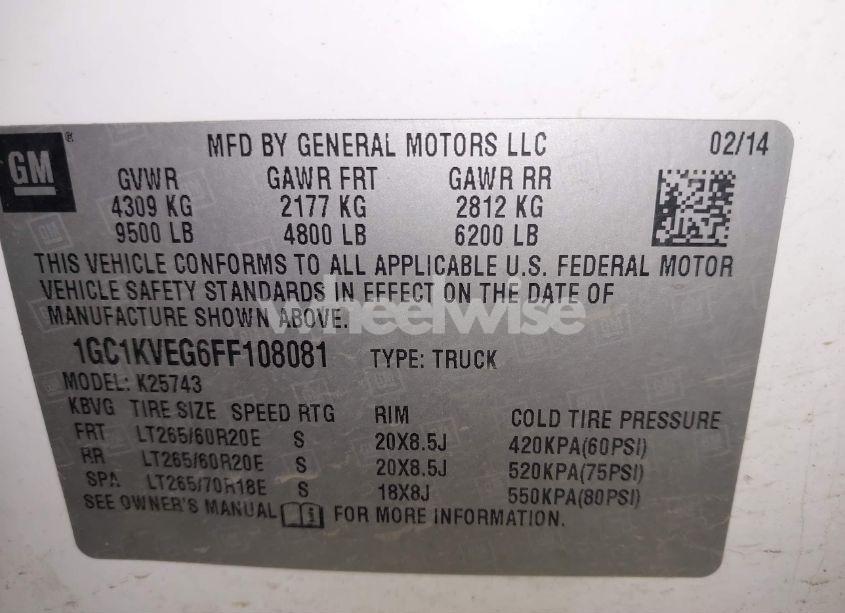 GM ®
MFD BY GENERAL MOTORS LLC 02/14
GVWR GAWR FRT GAWR RR
4309 KG 2177 KG 2812 KG
9500 LB 4800 LB 6200 LB
THIS VEHICLE CONFORMS TO ALL APPLICABLE U.S. FEDERAL MOTOR
VEHICLE SAFETY STANDARDS IN EFFECT ON THE DATE OF
MANUFACTURE SHOWN ABOVE.
wheelwise
1GC1KVEG6FF108081 TYPE: TRUCK
MODEL: K25743
KBVG TIRE SIZE SPEED RTG RIM COLD TIRE PRESSURE
FRT LT265/60R20E S 20X8.5J 420KPA(60PSI)
RR LT265/60R20E S 20X8.5J 520KPA(75PSI)
SPA LT265/70R18E S 18X8J 550KPA(80PSI)
SEE OWNER'S MANUAL FOR MORE INFORMATION.